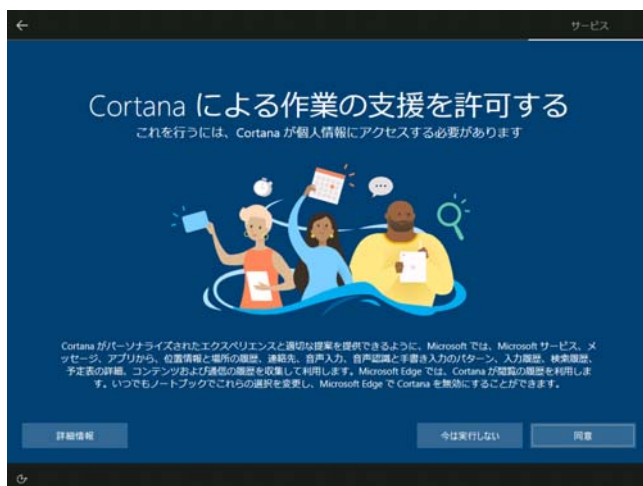 サービス
Cortana による作業の支援を許可する
これを行うには、Cortana が個人情報にアクセスする必要があります
Cortana がパーソナライズされたエクスペリエンスと適切な提案を提供できるように、Microsoft では、Microsoft サービス、メ
ッセージ、アプリから、位置情報と場所の履歴、連絡先、音声入力、音声認識と手書き入力のパターン、入力履歴、検索履歴、
予定表の詳細、コンテンツおよび通信の履歴を収集して利用します。Microsoft Edge では、Cortana が閲覧の履歴を利用しま
す。いつでもノートブックでこれらの選択を変更し、Microsoft Edge で Cortana を無効にすることができます。
詳細情報
今は実行しない
同意